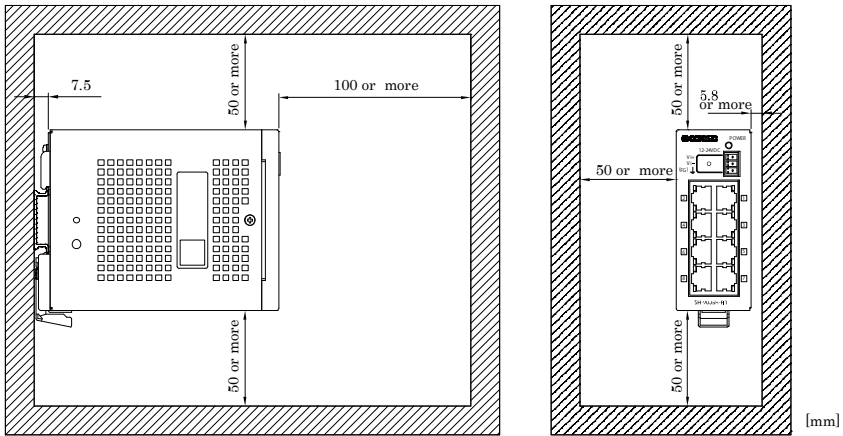 7.5
50 or more
100 or more
50 or more
50 or more
5.8
or more
50 or more
POWER
12-24VDC
V+
V-
50 or more
[mm]